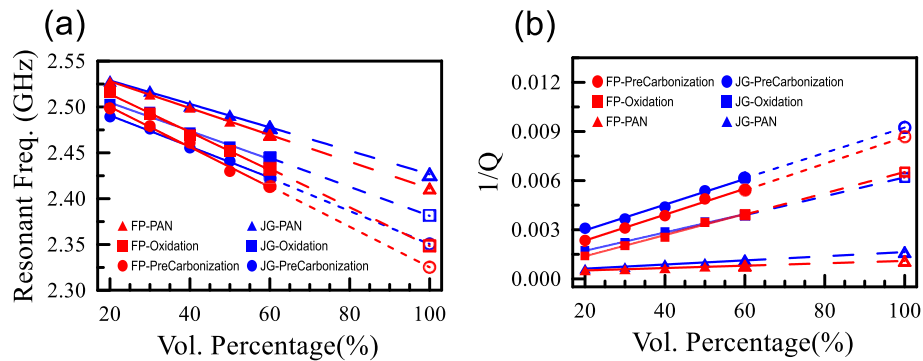 (a)
Resonant Freq. (GHz)
2.55
2.50
2.45
2.40
2.35
2.30
FP-PAN
FP-Oxidation
FP-PreCarbonization
JG-PAN
JG-Oxidation
JG-PreCarbonization
20 40 60 80 100
Vol. Percentage(%)
(b)
1/Q
0.012
0.009
0.006
0.003
0.000
FP-PreCarbonization
FP-Oxidation
FP-PAN
JG-PreCarbonization
JG-Oxidation
JG-PAN
20 40 60 80 100
Vol. Percentage(%)